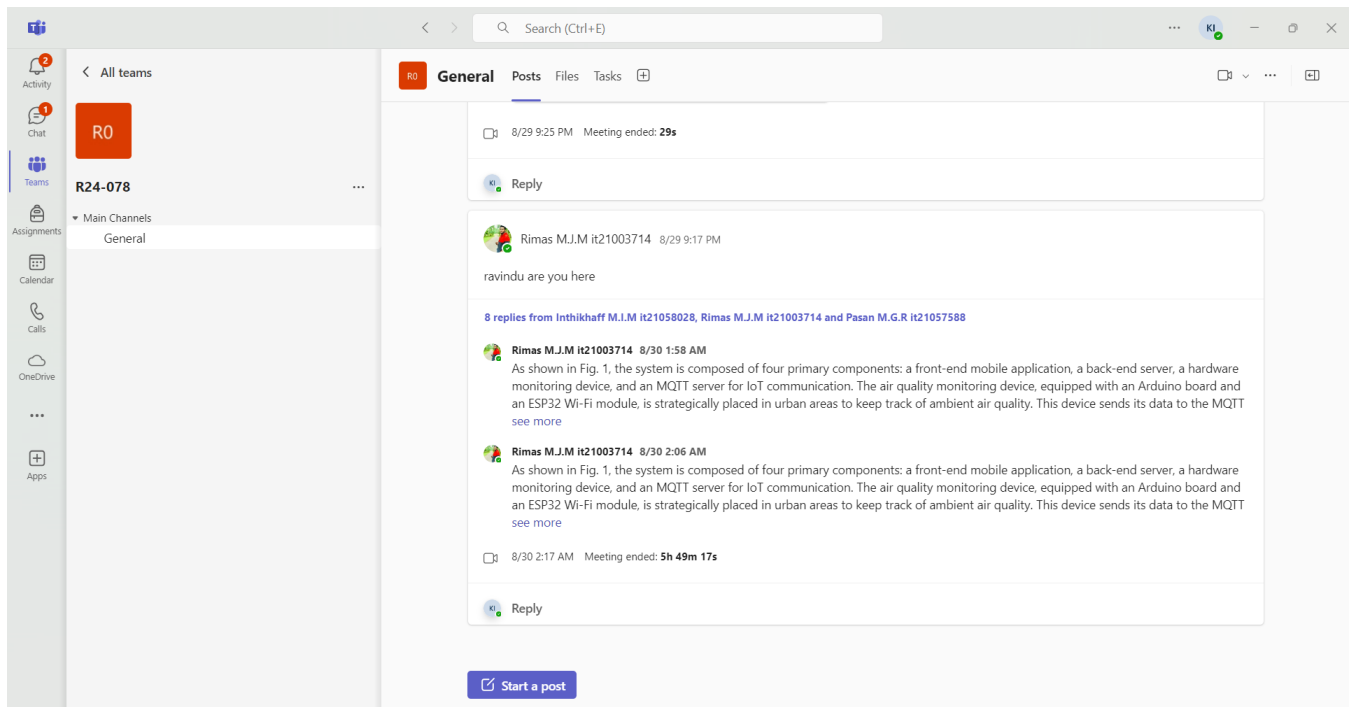 Search (Ctrl+E)
KI
2
Activity
1
Chat
Teams
Assignments
Calendar
Calls
OneDrive
Apps
All teams
R0
R24-078
Main Channels
General
R0
General Posts Files Tasks
8/29 9:25 PM Meeting ended: 29s
KI
Reply
Rimas M.J.M it21003714 8/29 9:17 PM
ravindu are you here
8 replies from Inthikhaff M.I.M it21058028, Rimas M.J.M it21003714 and Pasan M.G.R it21057588
Rimas M.J.M it21003714 8/30 1:58 AM
As shown in Fig. 1, the system is composed of four primary components: a front-end mobile application, a back-end server, a hardware
monitoring device, and an MQTT server for IoT communication. The air quality monitoring device, equipped with an Arduino board and
an ESP32 Wi-Fi module, is strategically placed in urban areas to keep track of ambient air quality. This device sends its data to the MQTT
see more
Rimas M.J.M it21003714 8/30 2:06 AM
As shown in Fig. 1, the system is composed of four primary components: a front-end mobile application, a back-end server, a hardware
monitoring device, and an MQTT server for IoT communication. The air quality monitoring device, equipped with an Arduino board and
an ESP32 Wi-Fi module, is strategically placed in urban areas to keep track of ambient air quality. This device sends its data to the MQTT
see more
8/30 2:17 AM Meeting ended: 5h 49m 17s
KI
Reply
Start a post